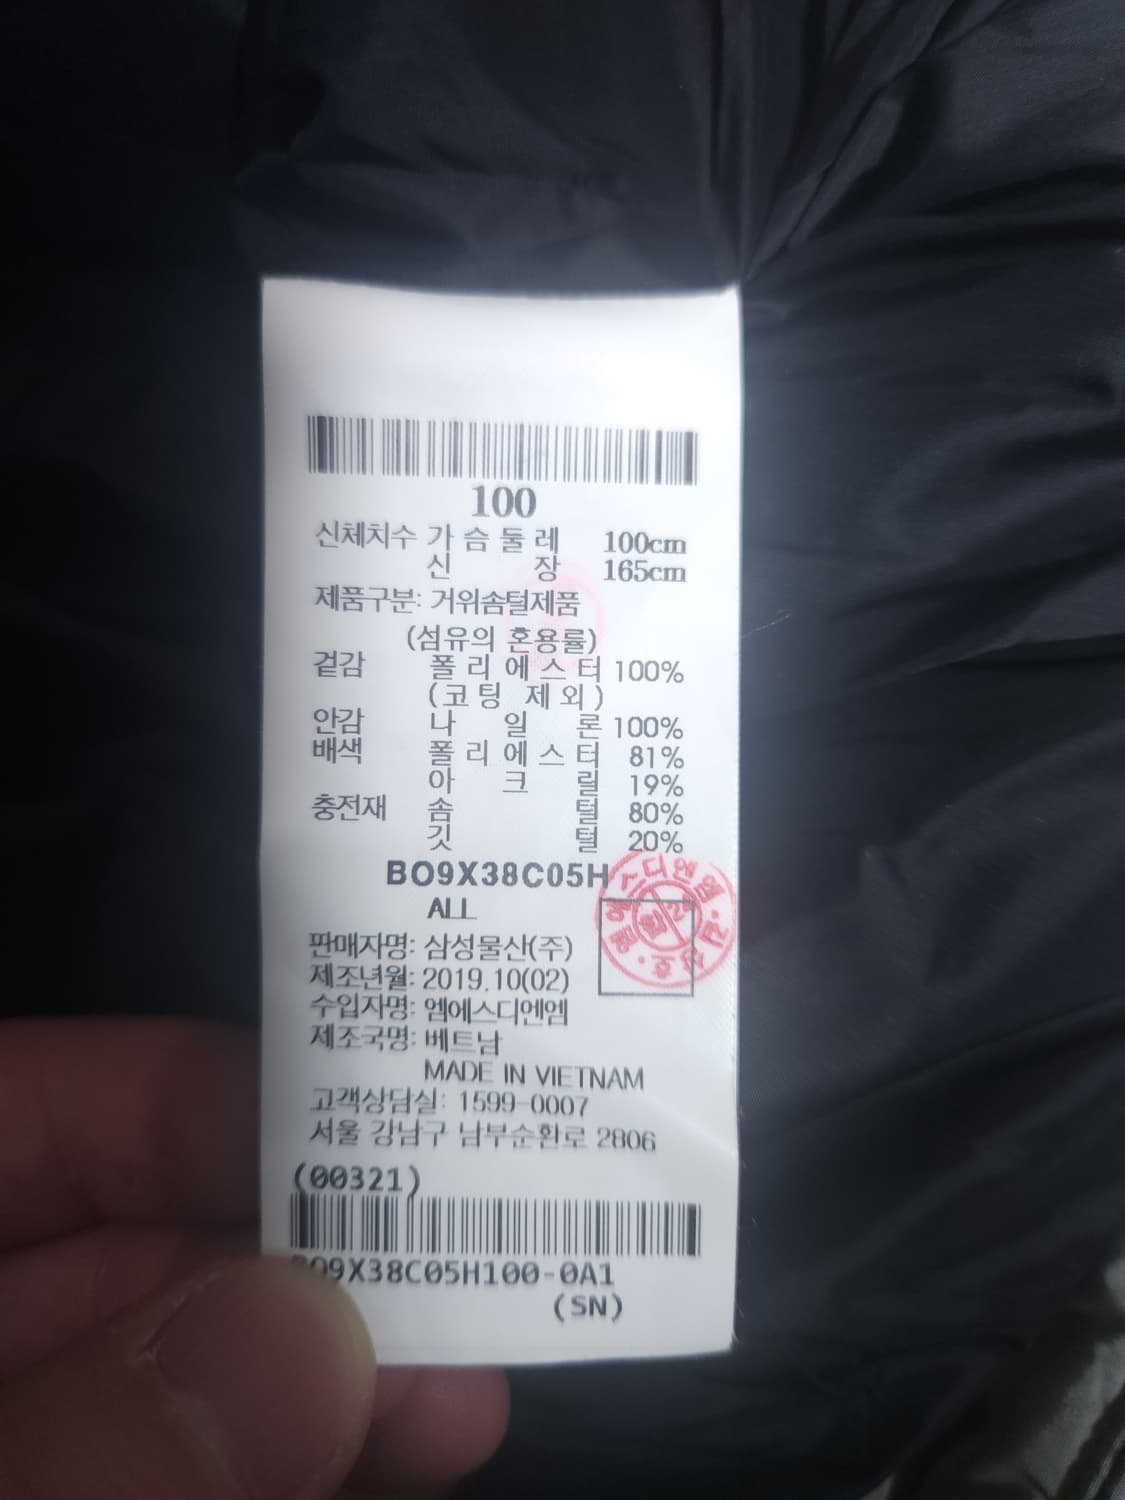 100
신체치수 가슴둘레 100cm
신장 165cm
제품구분: 거위솜털제품
(섬유의 혼용률)
겉감 폴리에스터 100%
(코팅 제외)
안감 나일론 100%
배색 폴리에스터 81%
아크릴 19%
충전재 솜털 80%
깃털 20%
BO9X38C05H
ALL
판매자명: 삼성물산(주)
제조년월: 2019.10(02)
수입자명: 엠에스디엔엠
제조국명: 베트남
MADE IN VIETNAM
고객상담실: 1599-0007
서울 강남구 남부순환로 2806
(00321)
BO9X38C05H100-0A1
(SN)